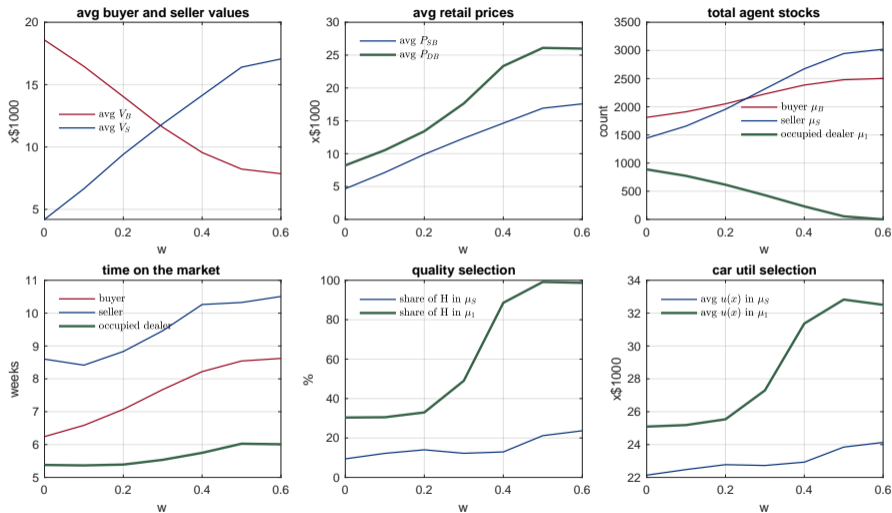 avg buyer and seller values
20
15
10
5
x$1000
avg V_B
avg V_S
0 0.2 0.4 0.6
w
avg retail prices
30
25
20
15
10
5
0
x$1000
avg P_SB
avg P_DB
0 0.2 0.4 0.6
w
total agent stocks
3500
3000
2500
2000
1500
1000
500
0
count
buyer μ_B
seller μ_S
occupied dealer μ_1
0 0.2 0.4 0.6
w
time on the market
11
10
9
8
7
6
5
weeks
buyer
seller
occupied dealer
0 0.2 0.4 0.6
w
quality selection
100
80
60
40
20
0
%
share of H in μ_S
share of H in μ_1
0 0.2 0.4 0.6
w
car util selection
34
32
30
28
26
24
22
x$1000
avg u(x) in μ_S
avg u(x) in μ_1
0 0.2 0.4 0.6
w